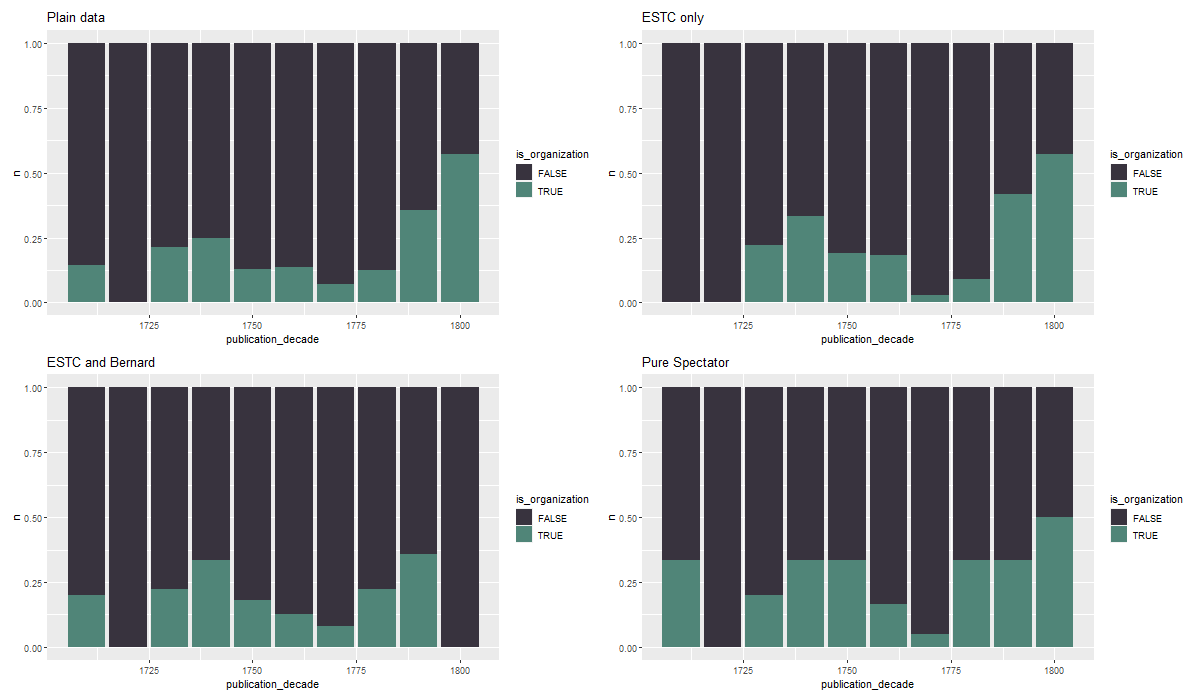 Plain data
1.00
0.75
0.50
0.25
0.00
n
1725 1750 1775 1800
publication_decade
is_organization
FALSE
TRUE
ESTC only
1.00
0.75
0.50
0.25
0.00
n
1725 1750 1775 1800
publication_decade
is_organization
FALSE
TRUE
ESTC and Bernard
1.00
0.75
0.50
0.25
0.00
n
1725 1750 1775 1800
publication_decade
is_organization
FALSE
TRUE
Pure Spectator
1.00
0.75
0.50
0.25
0.00
n
1725 1750 1775 1800
publication_decade
is_organization
FALSE
TRUE